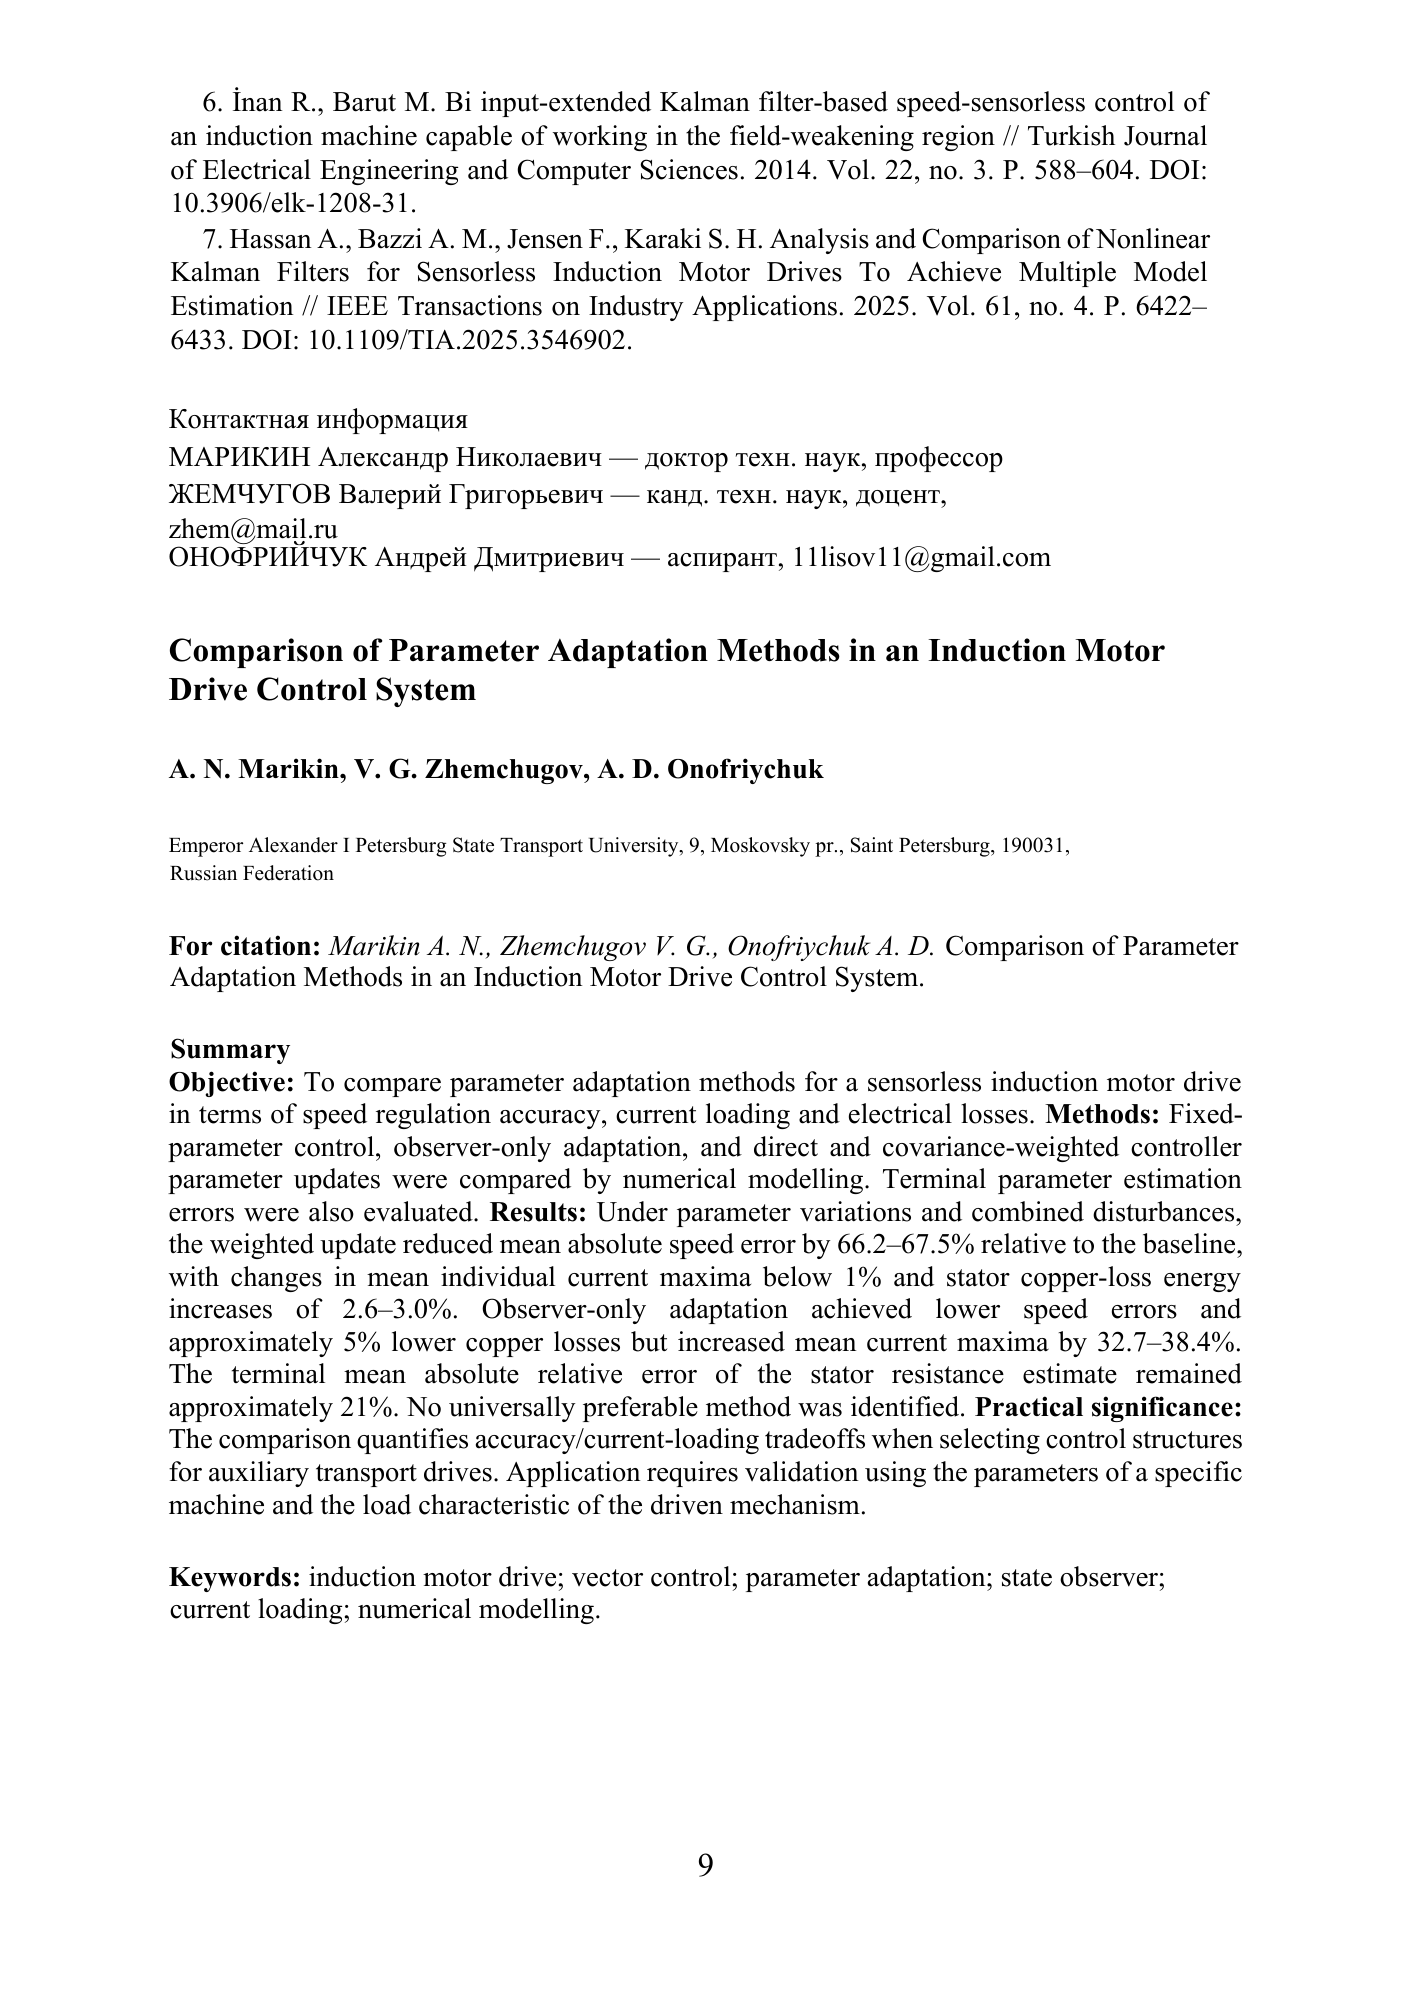 6. İnan R., Barut M. Bi input-extended Kalman filter-based speed-sensorless control of
an induction machine capable of working in the field-weakening region // Turkish Journal
of Electrical Engineering and Computer Sciences. 2014. Vol. 22, no. 3. P. 588–604. DOI:
10.3906/elk-1208-31.
7. Hassan A., Bazzi A. M., Jensen F., Karaki S. H. Analysis and Comparison of Nonlinear
Kalman Filters for Sensorless Induction Motor Drives To Achieve Multiple Model
Estimation // IEEE Transactions on Industry Applications. 2025. Vol. 61, no. 4. P. 6422–
6433. DOI: 10.1109/TIA.2025.3546902.
Контактная информация
МАРИКИН Александр Николаевич — доктор техн. наук, профессор
ЖЕМЧУГОВ Валерий Григорьевич — канд. техн. наук, доцент,
zhem@mail.ru
ОНОФРИЙЧУК Андрей Дмитриевич — аспирант, 11lisov11@gmail.com
Comparison of Parameter Adaptation Methods in an Induction Motor
Drive Control System
A. N. Marikin, V. G. Zhemchugov, A. D. Onofriychuk
Emperor Alexander I Petersburg State Transport University, 9, Moskovsky pr., Saint Petersburg, 190031,
Russian Federation
For citation: Marikin A. N., Zhemchugov V. G., Onofriychuk A. D. Comparison of Parameter
Adaptation Methods in an Induction Motor Drive Control System.
Summary
Objective: To compare parameter adaptation methods for a sensorless induction motor drive
in terms of speed regulation accuracy, current loading and electrical losses. Methods: Fixed-
parameter control, observer-only adaptation, and direct and covariance-weighted controller
parameter updates were compared by numerical modelling. Terminal parameter estimation
errors were also evaluated. Results: Under parameter variations and combined disturbances,
the weighted update reduced mean absolute speed error by 66.2–67.5% relative to the baseline,
with changes in mean individual current maxima below 1% and stator copper-loss energy
increases of 2.6–3.0%. Observer-only adaptation achieved lower speed errors and
approximately 5% lower copper losses but increased mean current maxima by 32.7–38.4%.
The terminal mean absolute relative error of the stator resistance estimate remained
approximately 21%. No universally preferable method was identified. Practical significance:
The comparison quantifies accuracy/current-loading tradeoffs when selecting control structures
for auxiliary transport drives. Application requires validation using the parameters of a specific
machine and the load characteristic of the driven mechanism.
Keywords: induction motor drive; vector control; parameter adaptation; state observer;
current loading; numerical modelling.
9